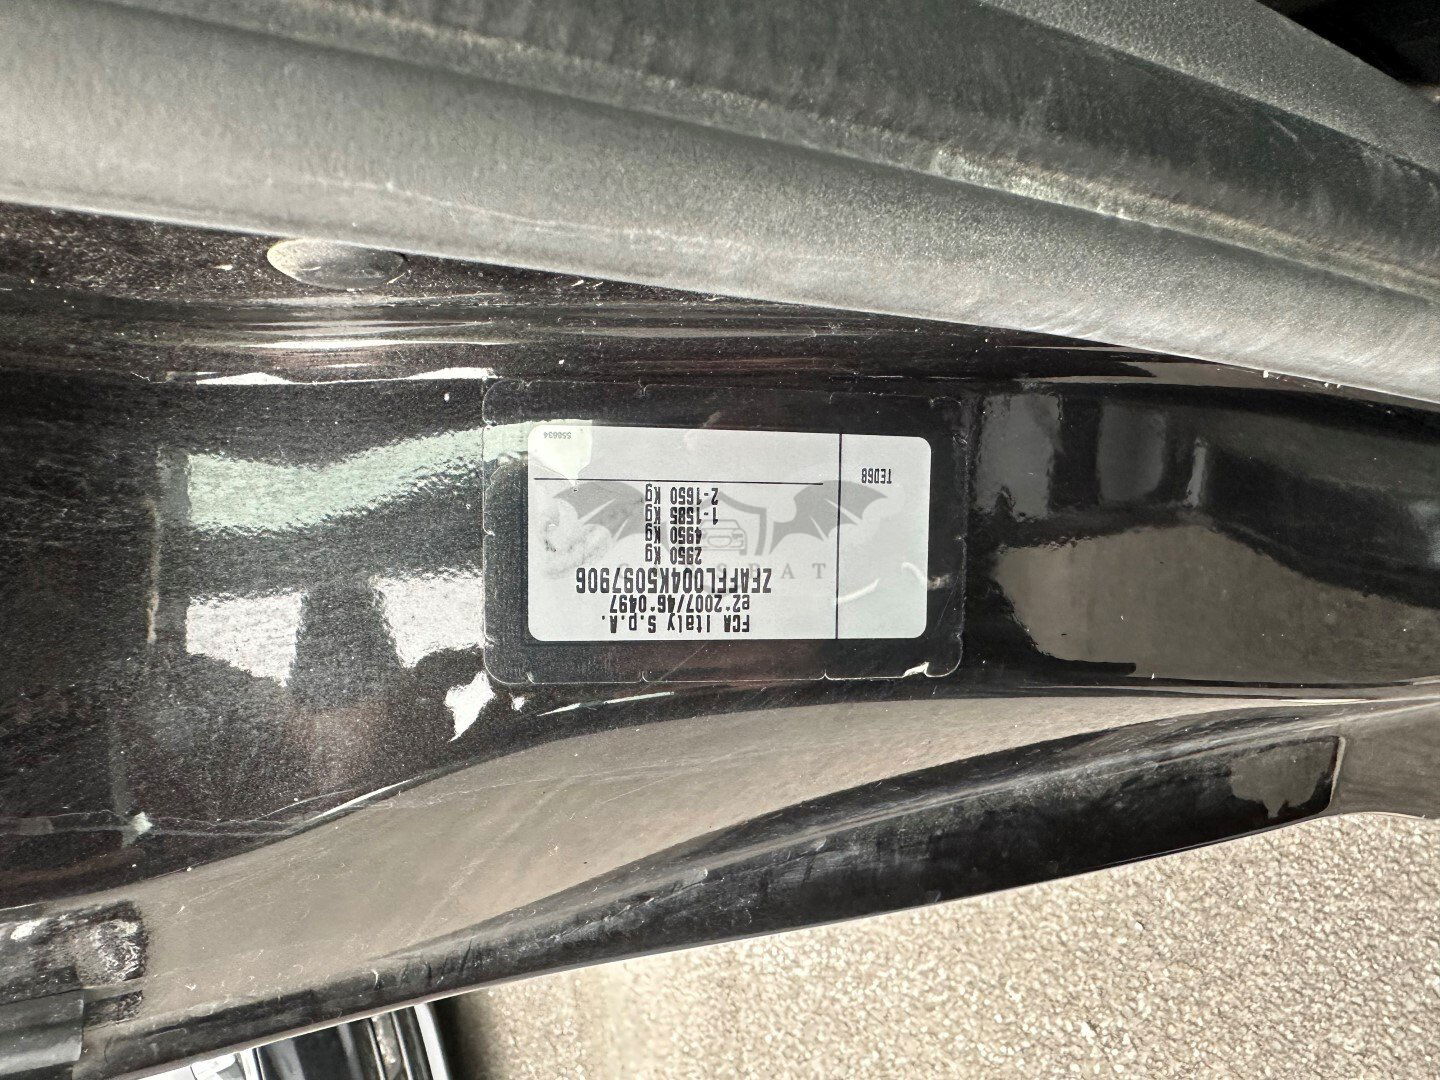 FCA Italy S.p.A.
e2*2007/46*0497
ZFAFFL004K5097906
2950 Kg
4950 Kg
1-1585 Kg
2-1650 Kg
TED68